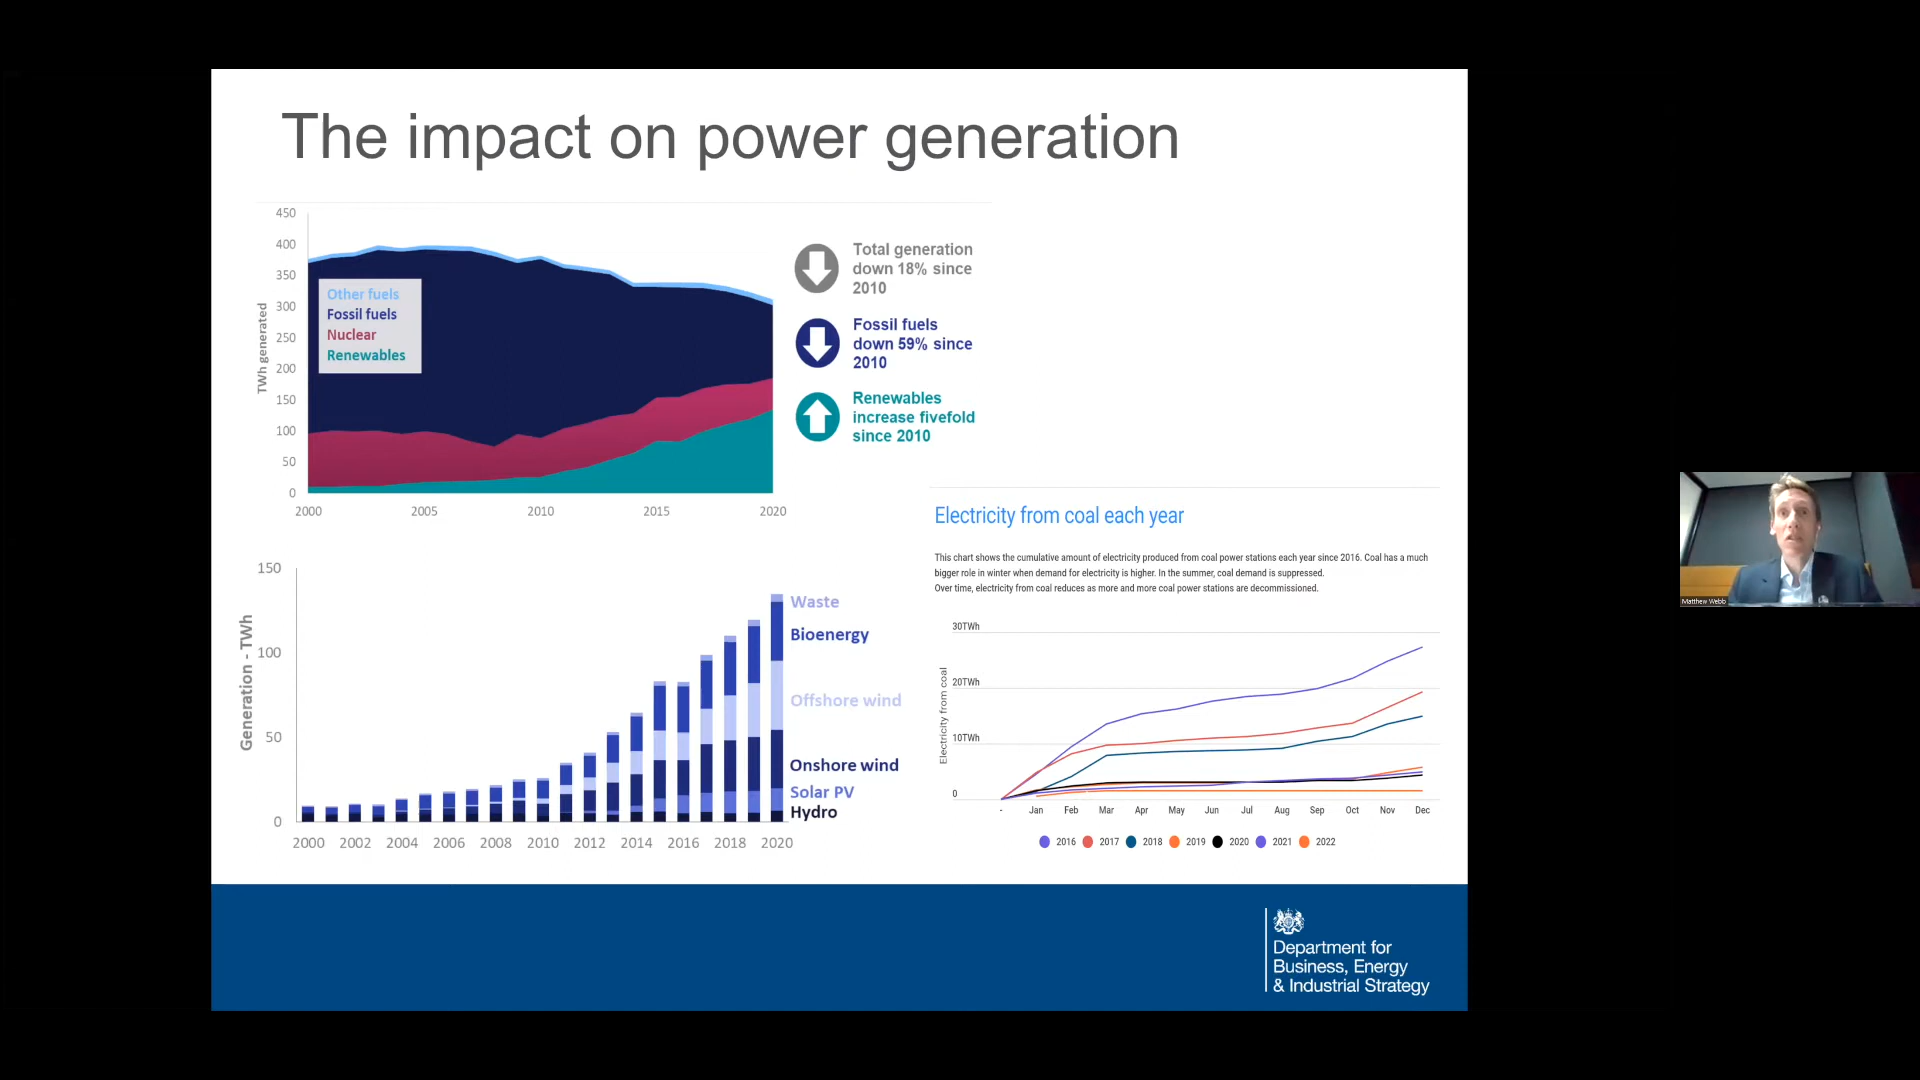 The impact on power generation
450
400
350
300
250
200
150
100
50
0
TWh generated
Other fuels
Fossil fuels
Nuclear
Renewables
2000 2005 2010 2015 2020
Total generation
down 18% since
2010
Fossil fuels
down 59% since
2010
Renewables
increase fivefold
since 2010
150
100
50
0
Generation - TWh
Waste
Bioenergy
Offshore wind
Onshore wind
Solar PV
Hydro
2000 2002 2004 2006 2008 2010 2012 2014 2016 2018 2020
Electricity from coal each year
This chart shows the cumulative amount of electricity produced from coal power stations each year since 2016. Coal has a much
bigger role in winter when demand for electricity is higher. In the summer, coal demand is suppressed.
Over time, electricity from coal reduces as more and more coal power stations are decommissioned.
30TWh
20TWh
10TWh
0
Electricity from coal
- Jan Feb Mar Apr May Jun Jul Aug Sep Oct Nov Dec
2016 2017 2018 2019 2020 2021 2022
Department for
Business, Energy
& Industrial Strategy
Matthew Webb